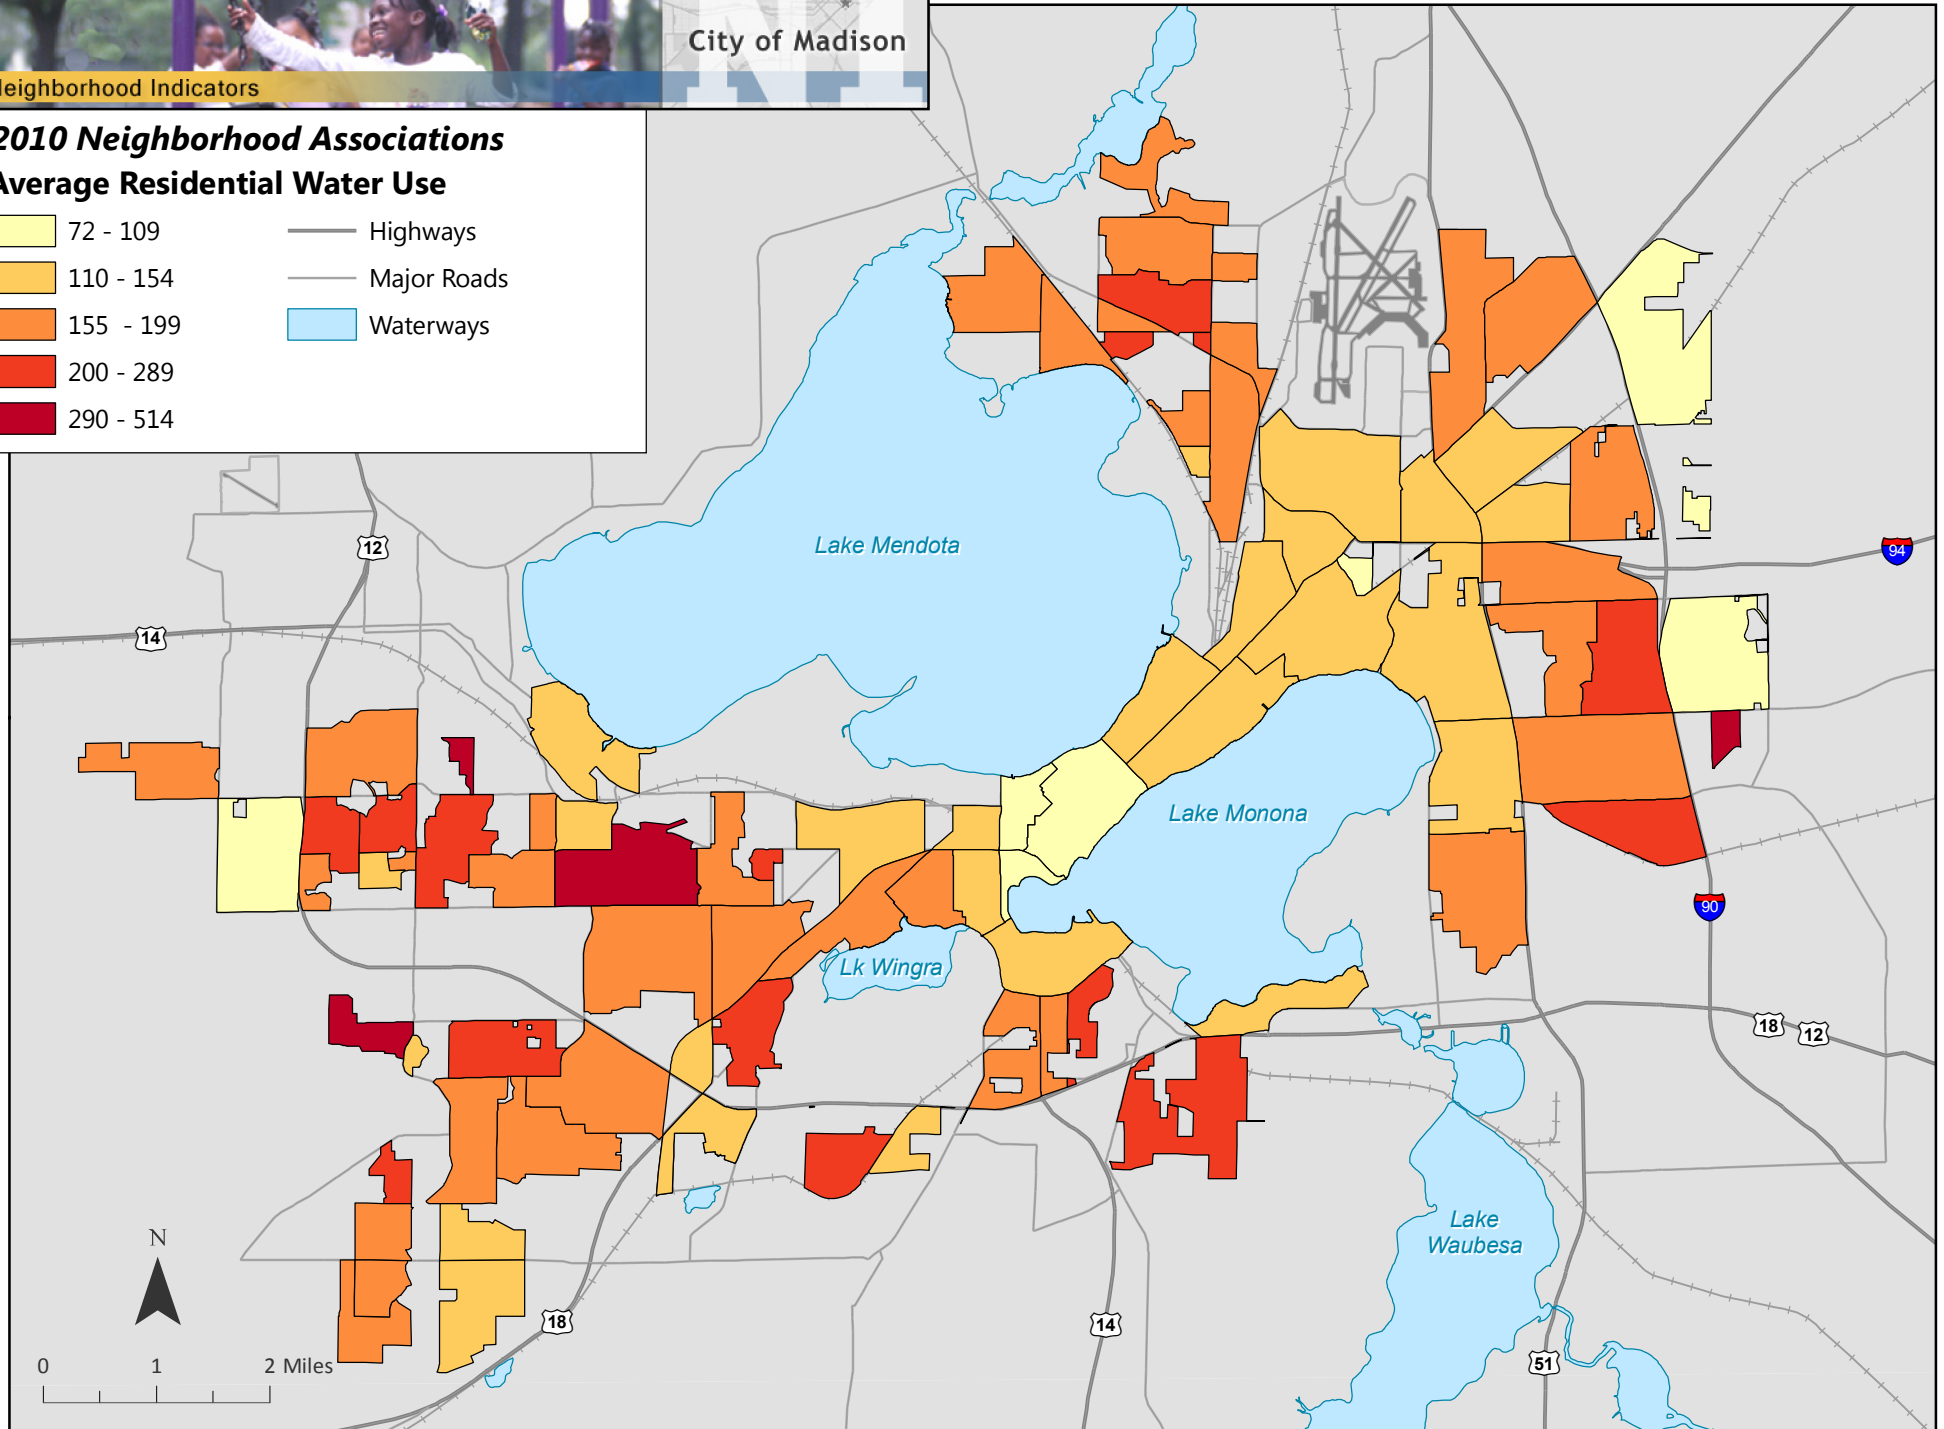 City of Madison
eighborhood Indicators
2010 Neighborhood Associations
Average Residential Water Use
72 - 109
110 - 154
155 - 199
200 - 289
290 - 514
Highways
Major Roads
Waterways
Lake Mendota
12
94
14
Lake Monona
90
Lk Wingra
18
12
Lake
Waubesa
N
18
14
51
0 1 2 Miles